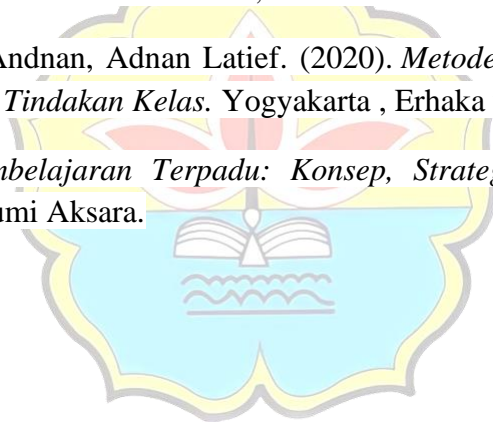 Andnan, Adnan Latief. (2020). Metode
Tindakan Kelas. Yogyakarta , Erhaka
mbelajaran Terpadu: Konsep, Strateg
umi Aksara.